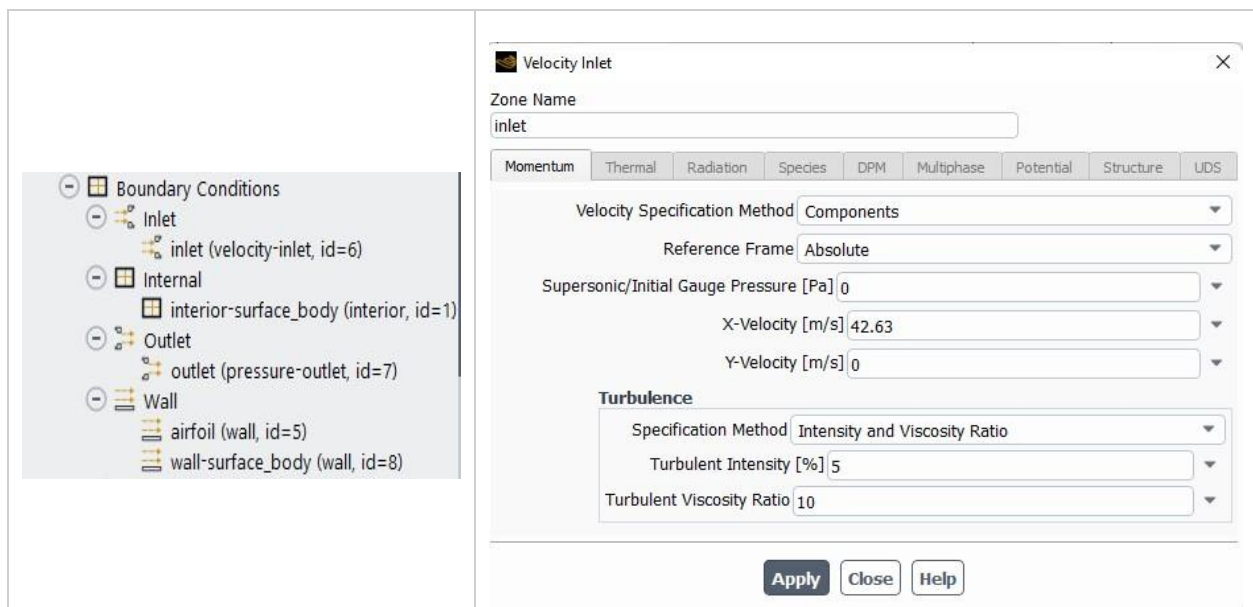 Boundary Conditions
Inlet
inlet (velocity-inlet, id=6)
Internal
interior-surface_body (interior, id=1)
Outlet
outlet (pressure-outlet, id=7)
Wall
airfoil (wall, id=5)
wall-surface_body (wall, id=8)
Velocity Inlet
Zone Name
inlet
Momentum Thermal Radiation Species DPM Multiphase Potential Structure UDS
Velocity Specification Method Components
Reference Frame Absolute
Supersonic/Initial Gauge Pressure [Pa] 0
X-Velocity [m/s] 42.63
Y-Velocity [m/s] 0
Turbulence
Specification Method Intensity and Viscosity Ratio
Turbulent Intensity [%] 5
Turbulent Viscosity Ratio 10
Apply Close Help